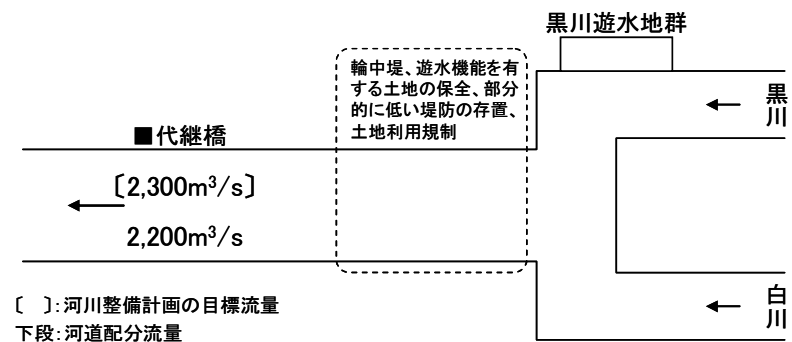 黒川遊水地群
輪中堤、遊水機能を有
する土地の保全、部分
的に低い堤防の存置、
土地利用規制
黒川
■代継橋
〔2,300m³/s〕
2,200m³/s
〔 〕:河川整備計画の目標流量
下段:河道配分流量
白川